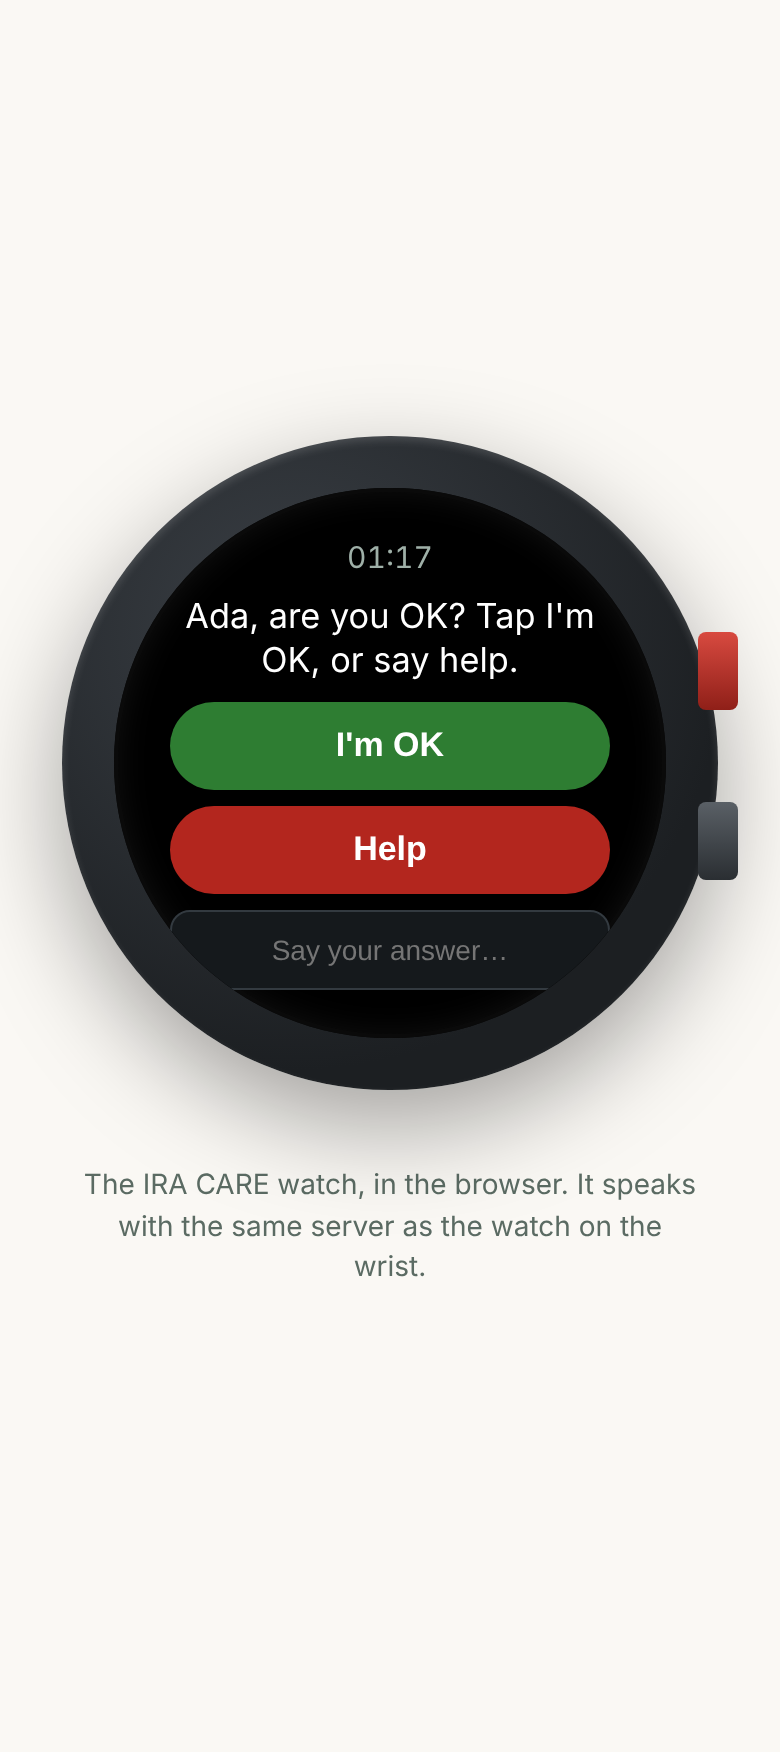 01:17
Ada, are you OK? Tap I'm
OK, or say help.
I'm OK
Help
Say your answer…
The IRA CARE watch, in the browser. It speaks
with the same server as the watch on the
wrist.